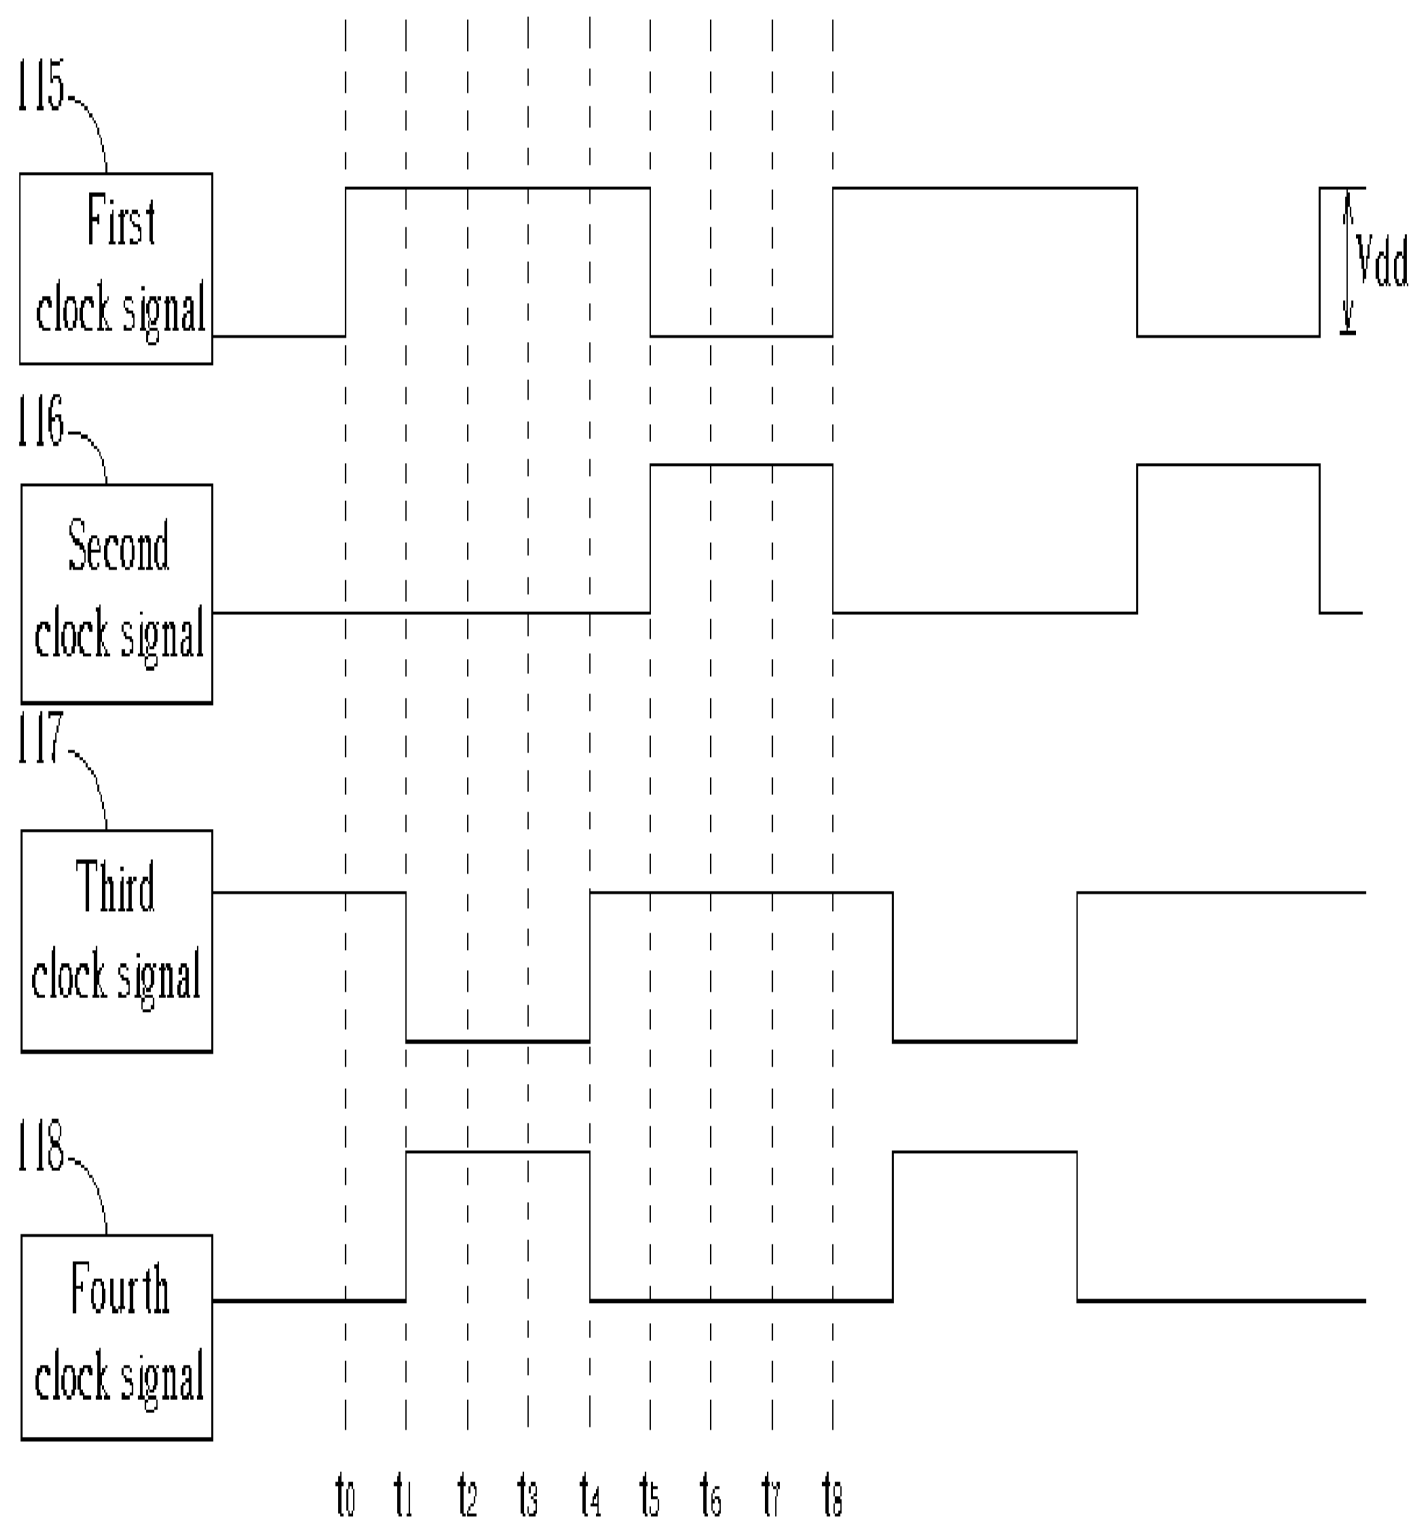 115
First
clock signal
Vdd
116
Second
clock signal
117
Third
clock signal
118
Fourth
clock signal
t0 t1 t2 t3 t4 t5 t6 t7 t8